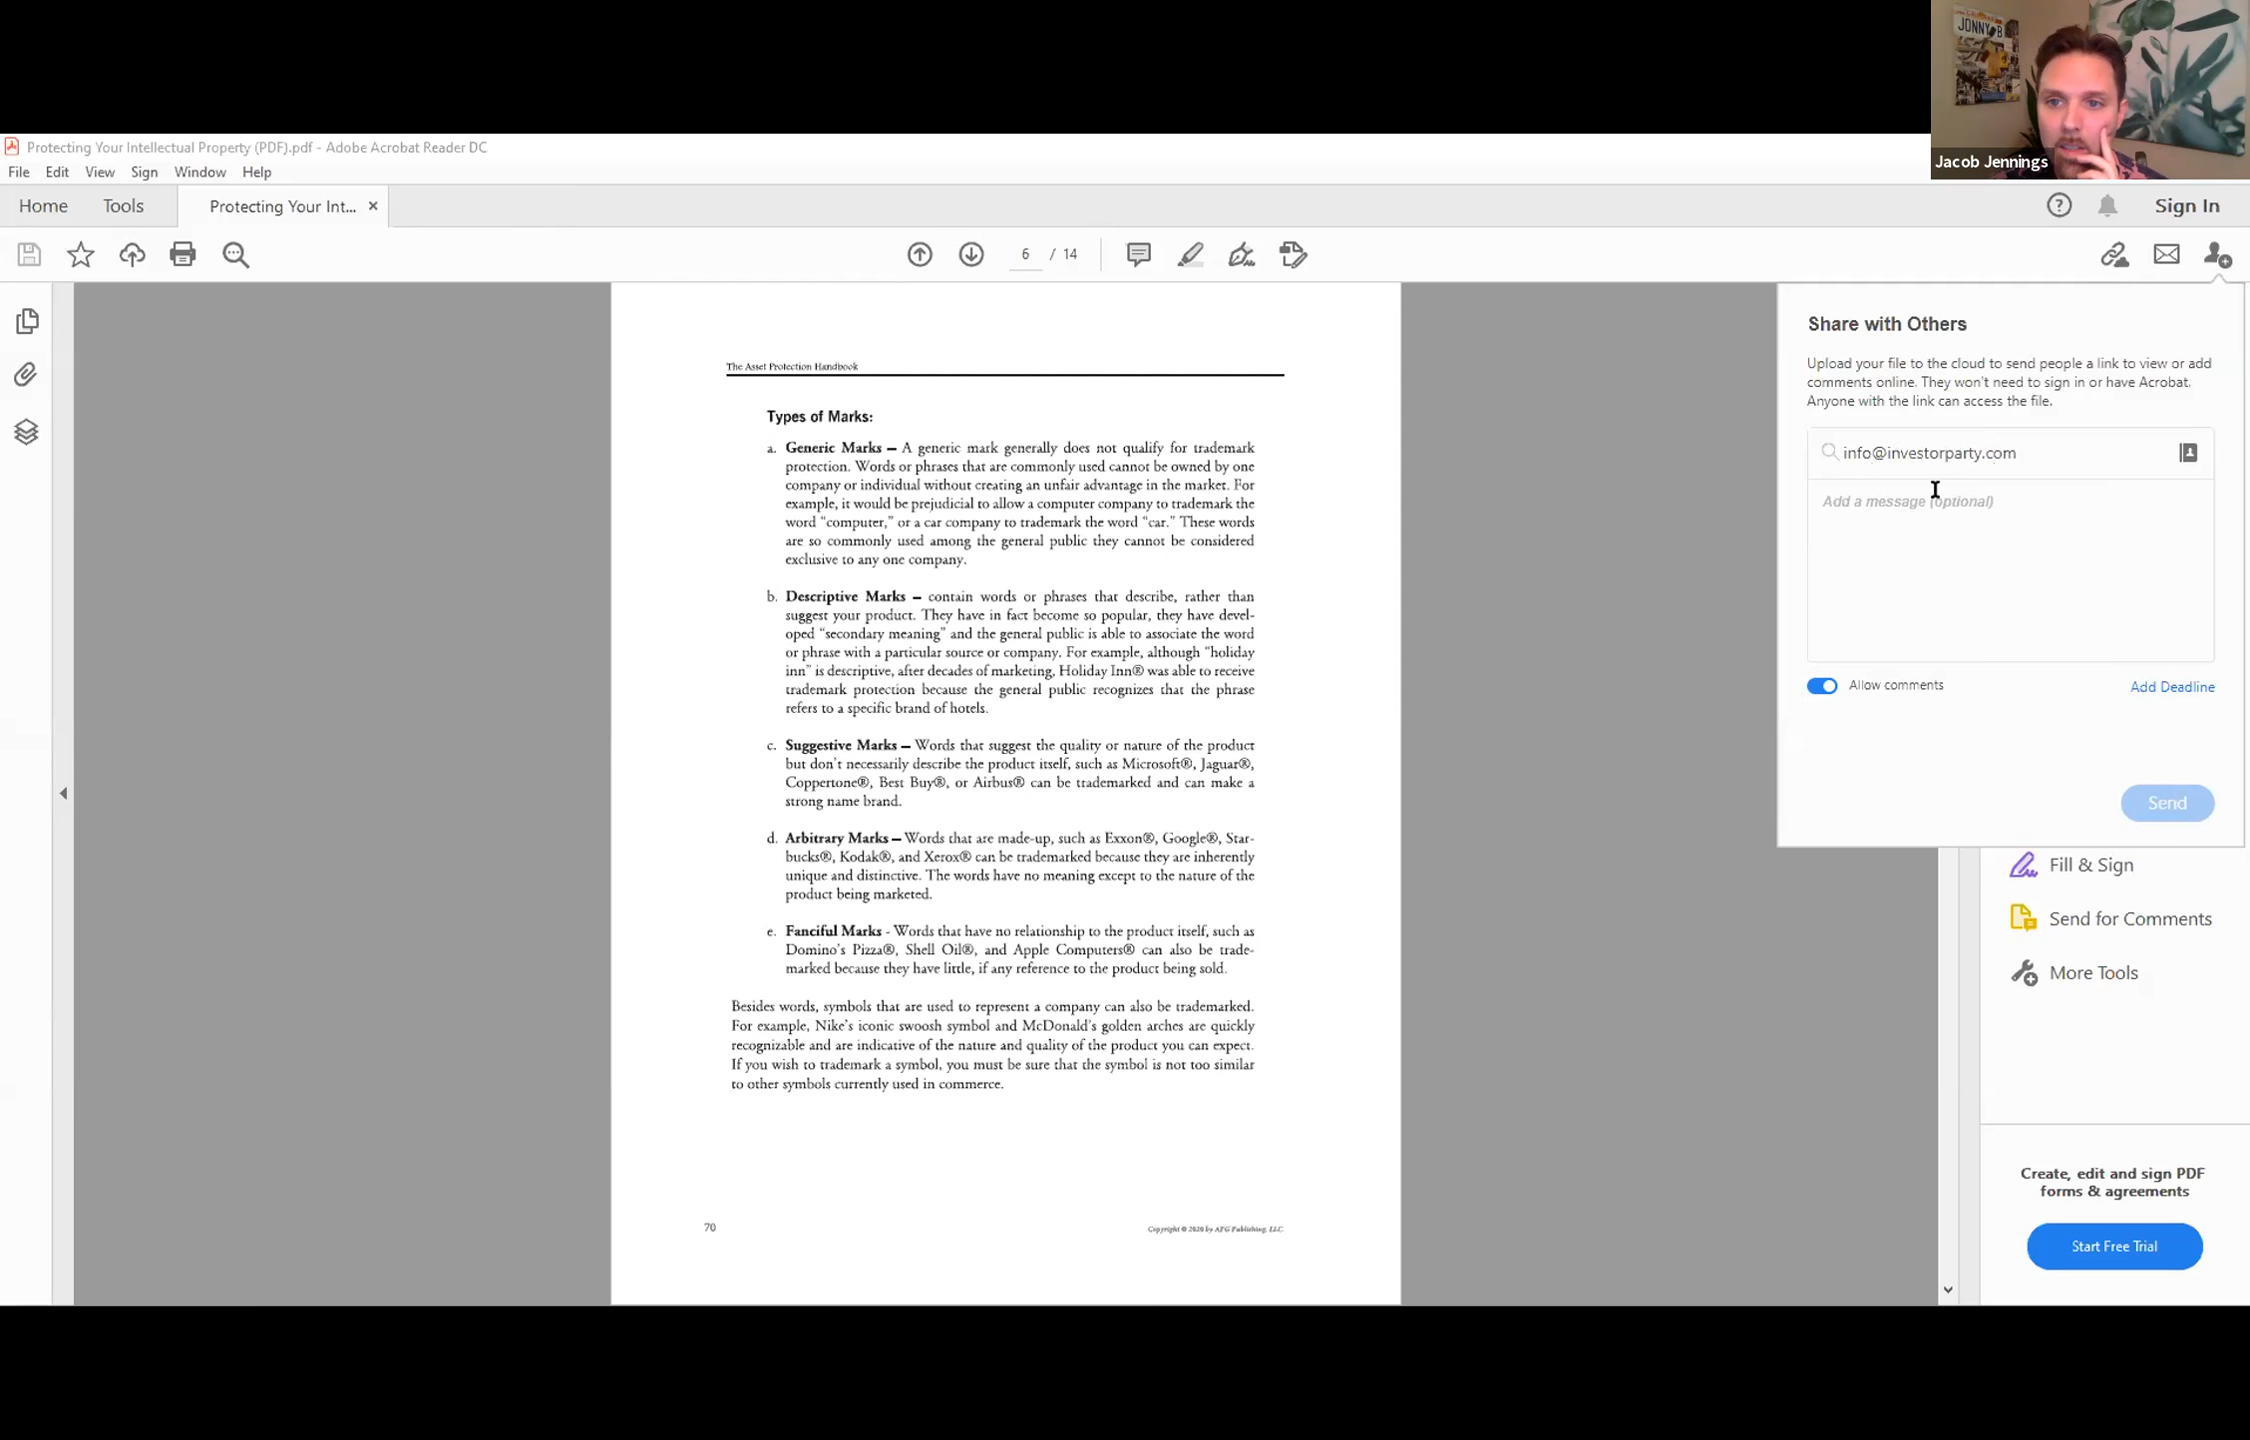 JONNY B
Jacob Jennings
Protecting Your Intellectual Property (PDF).pdf - Adobe Acrobat Reader DC
File Edit View Sign Window Help
Home Tools Protecting Your Int... ×
? Sign In
6 / 14
The Asset Protection Handbook
Types of Marks:
a. Generic Marks – A generic mark generally does not qualify for trademark
protection. Words or phrases that are commonly used cannot be owned by one
company or individual without creating an unfair advantage in the market. For
example, it would be prejudicial to allow a computer company to trademark the
word “computer,” or a car company to trademark the word “car.” These words
are so commonly used among the general public they cannot be considered
exclusive to any one company.
b. Descriptive Marks – contain words or phrases that describe, rather than
suggest your product. They have in fact become so popular, they have devel-
oped “secondary meaning” and the general public is able to associate the word
or phrase with a particular source or company. For example, although “holiday
inn” is descriptive, after decades of marketing, Holiday Inn® was able to receive
trademark protection because the general public recognizes that the phrase
refers to a specific brand of hotels.
c. Suggestive Marks – Words that suggest the quality or nature of the product
but don’t necessarily describe the product itself, such as Microsoft®, Jaguar®,
Coppertone®, Best Buy®, or Airbus® can be trademarked and can make a
strong name brand.
d. Arbitrary Marks – Words that are made-up, such as Exxon®, Google®, Star-
bucks®, Kodak®, and Xerox® can be trademarked because they are inherently
unique and distinctive. The words have no meaning except to the nature of the
product being marketed.
e. Fanciful Marks - Words that have no relationship to the product itself, such as
Domino’s Pizza®, Shell Oil®, and Apple Computers® can also be trade-
marked because they have little, if any reference to the product being sold.
Besides words, symbols that are used to represent a company can also be trademarked.
For example, Nike’s iconic swoosh symbol and McDonald’s golden arches are quickly
recognizable and are indicative of the nature and quality of the product you can expect.
If you wish to trademark a symbol, you must be sure that the symbol is not too similar
to other symbols currently used in commerce.
70
Copyright © 2020 by AFG Publishing, LLC.
Share with Others
Upload your file to the cloud to send people a link to view or add
comments online. They won't need to sign in or have Acrobat.
Anyone with the link can access the file.
info@investorparty.com
Add a message (optional)
Allow comments
Add Deadline
Send
Fill & Sign
Send for Comments
More Tools
Create, edit and sign PDF
forms & agreements
Start Free Trial